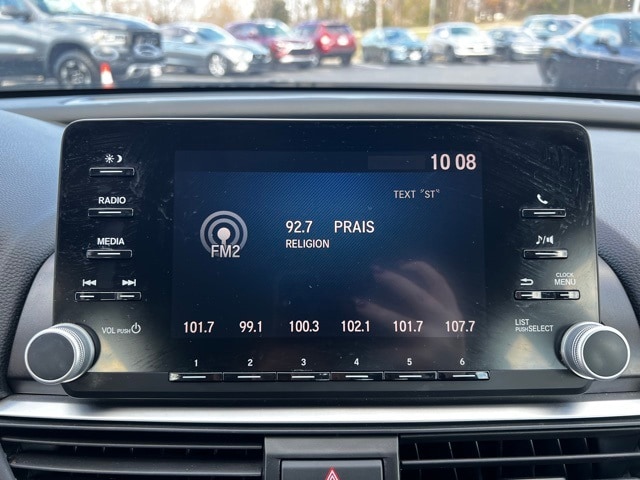 10 08
TEXT "ST"
92.7 PRAIS
RELIGION
FM2
101.7 99.1 100.3 102.1 101.7 107.7
RADIO
MEDIA
VOL PUSH
CLOCK
MENU
LIST
PUSH SELECT
1 2 3 4 5 6